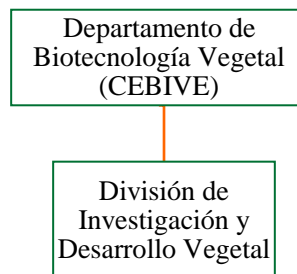 Departamento de
Biotecnología Vegetal
(CEBIVE)
División de
Investigación y
Desarrollo Vegetal